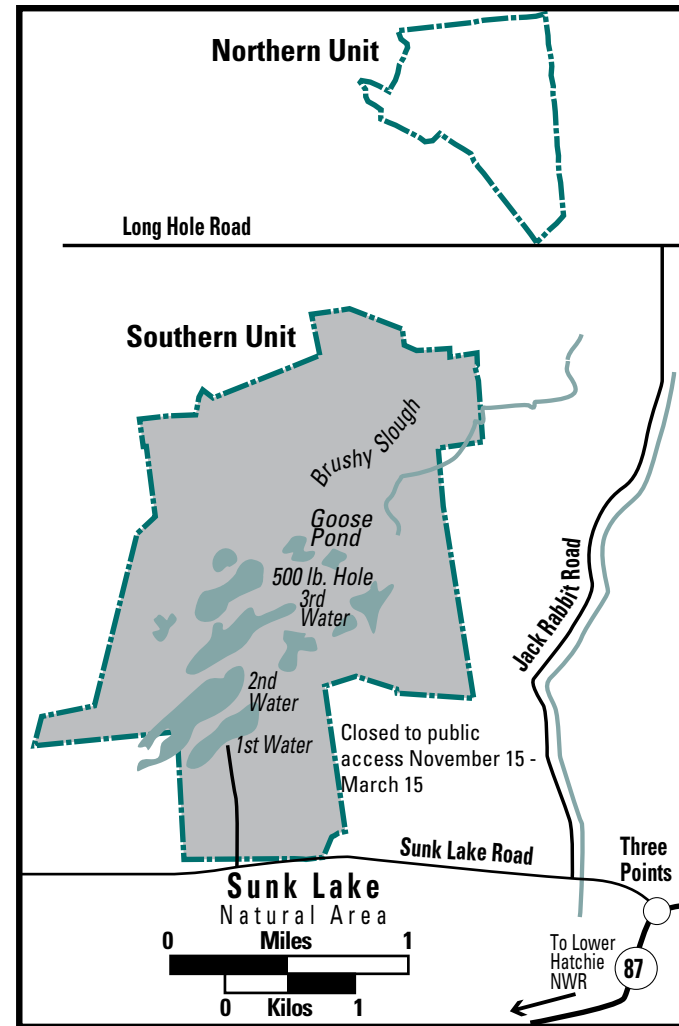 Northern Unit
Long Hole Road
Southern Unit
Brushy Slough
Goose
Pond
500 lb. Hole
3rd
Water
Jack Rabbit Road
2nd
Water
1st Water
Closed to public
access November 15 -
March 15
Sunk Lake Road
Three
Points
Sunk Lake
Natural Area
0 Miles 1
0 Kilos 1
To Lower
Hatchie
NWR
87